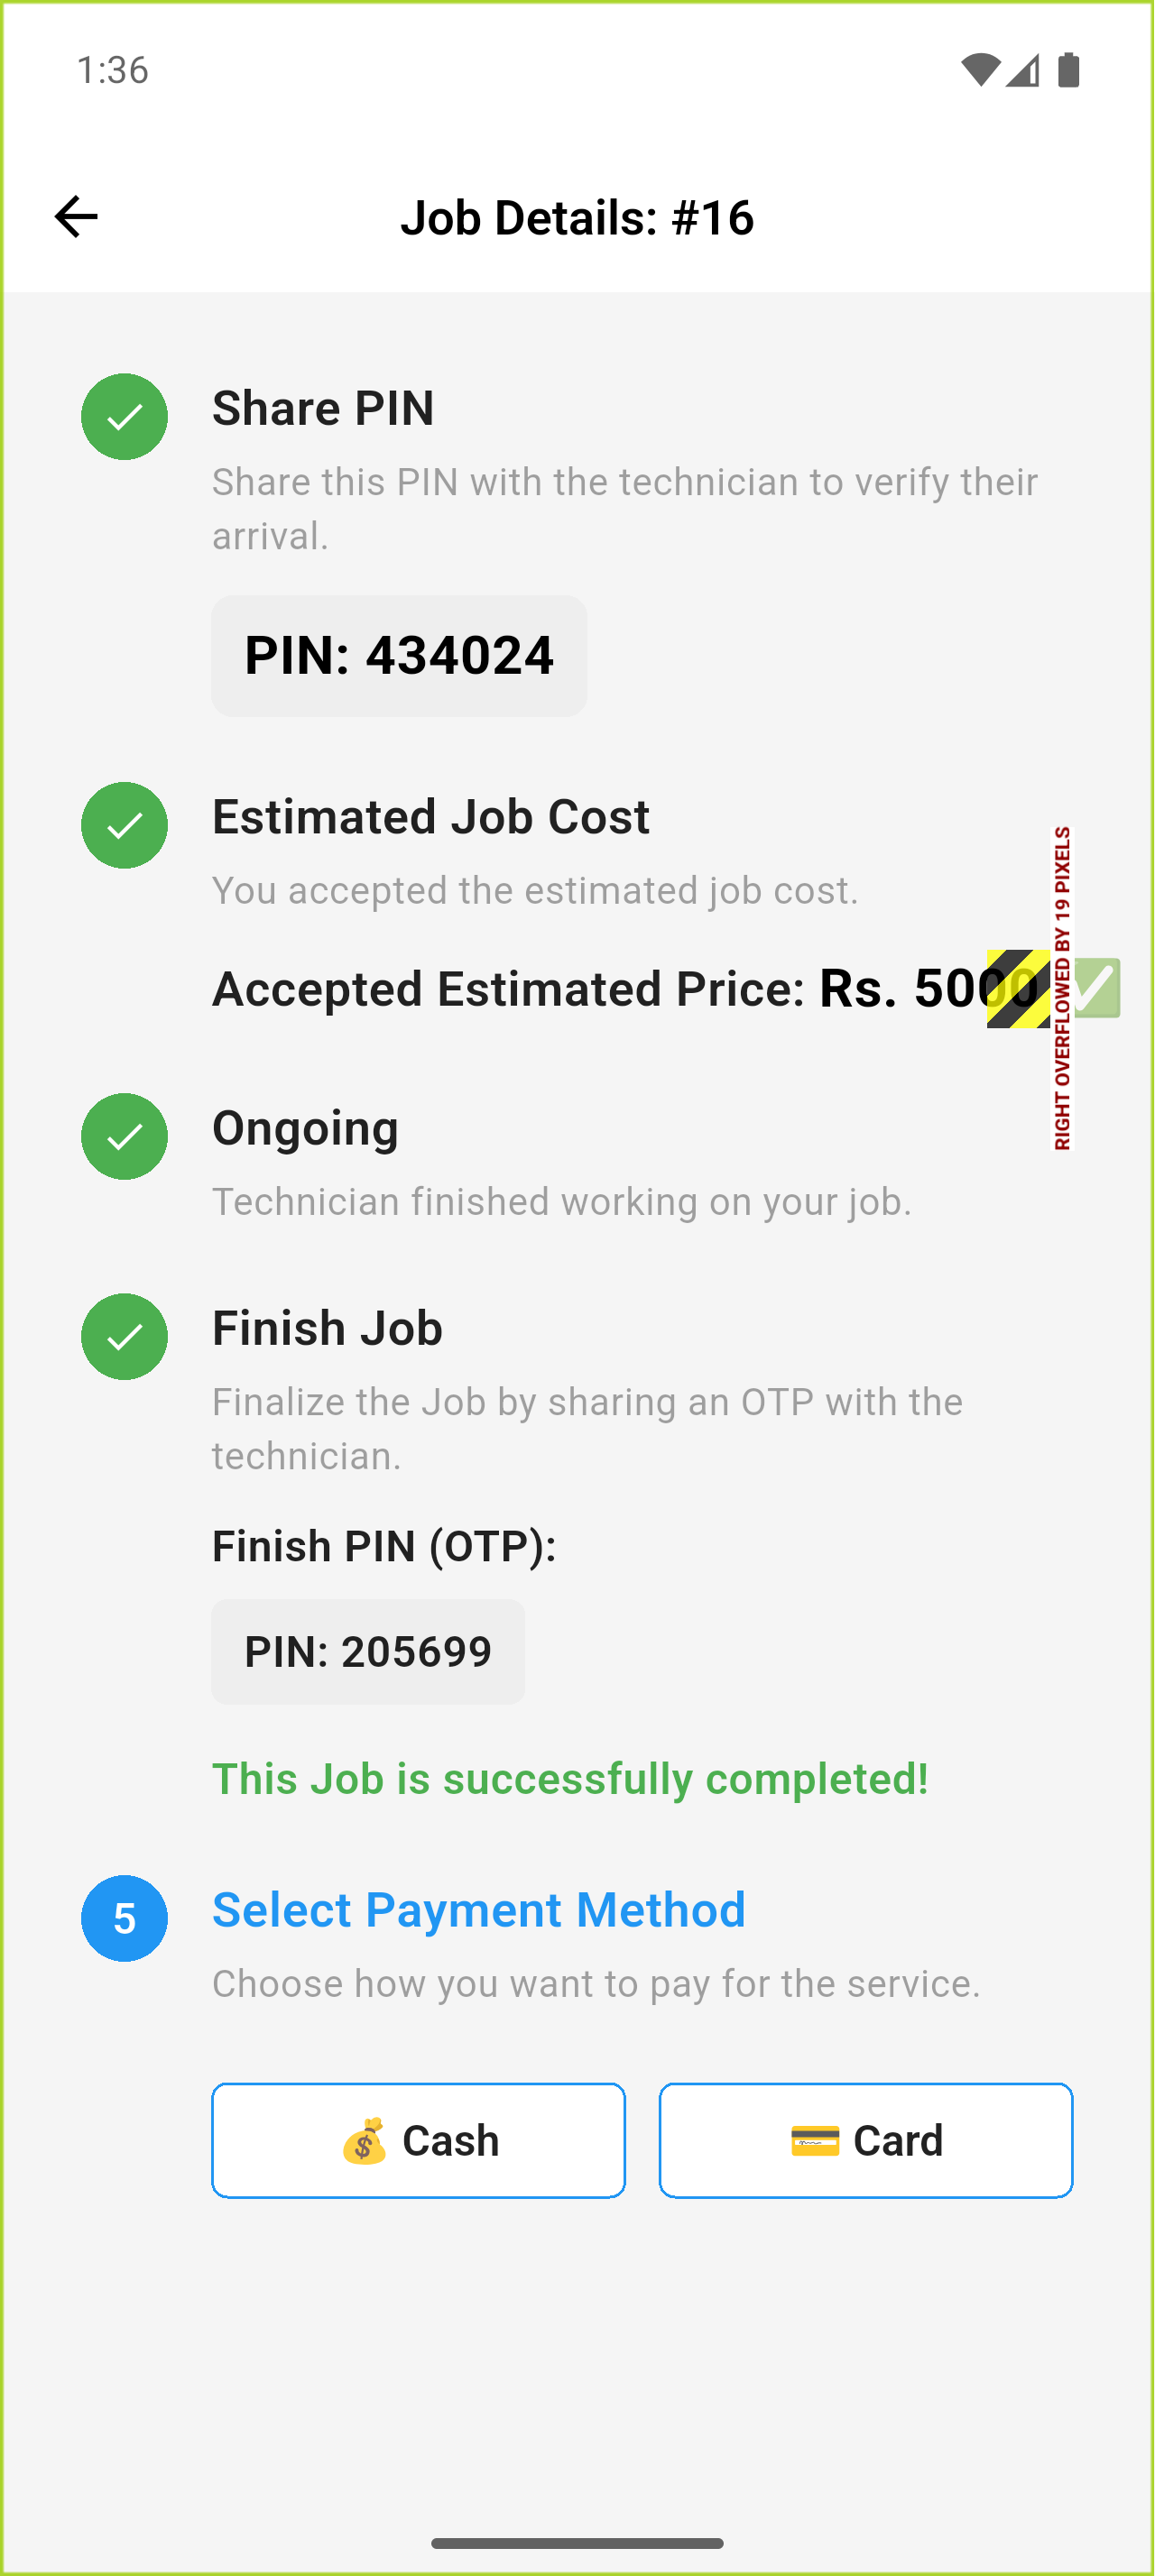 1:36
Job Details: #16
Share PIN
Share this PIN with the technician to verify their
arrival.
PIN: 434024
Estimated Job Cost
You accepted the estimated job cost.
Accepted Estimated Price: Rs. 5000 ✅
RIGHT OVERFLOWED BY 19 PIXELS
Ongoing
Technician finished working on your job.
Finish Job
Finalize the Job by sharing an OTP with the
technician.
Finish PIN (OTP):
PIN: 205699
This Job is successfully completed!
5
Select Payment Method
Choose how you want to pay for the service.
💰 Cash
💳 Card